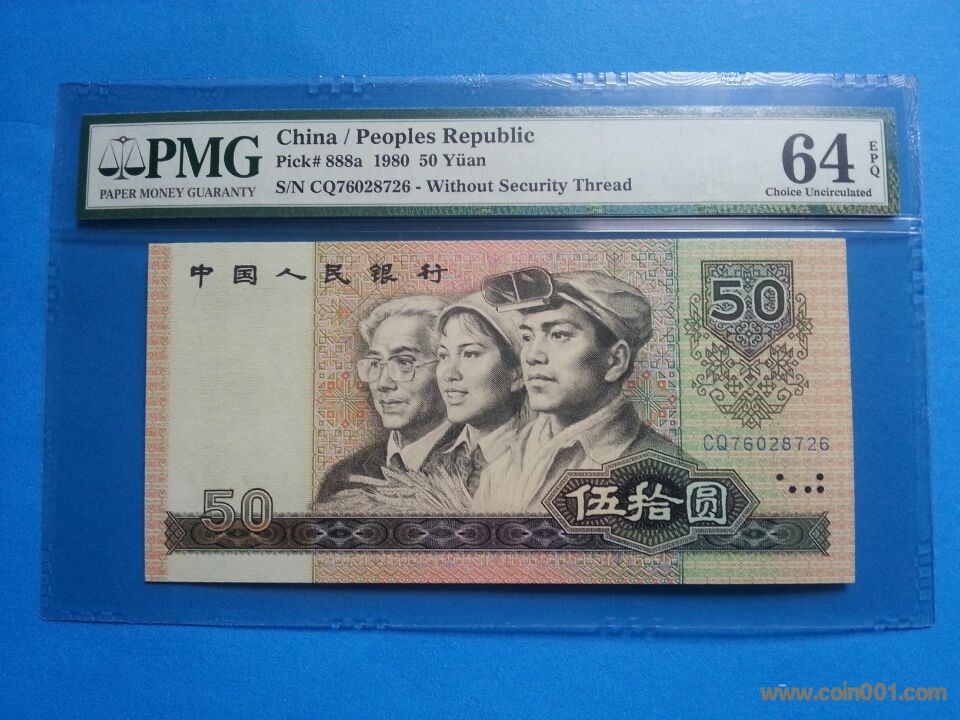 PMG
PAPER MONEY GUARANTY
China / Peoples Republic
Pick# 888a 1980 50 Yüan
S/N CQ76028726 - Without Security Thread
64
EPQ
Choice Uncirculated
中国人民银行
50
CQ76028726
50
伍拾圆
www.coin001.com